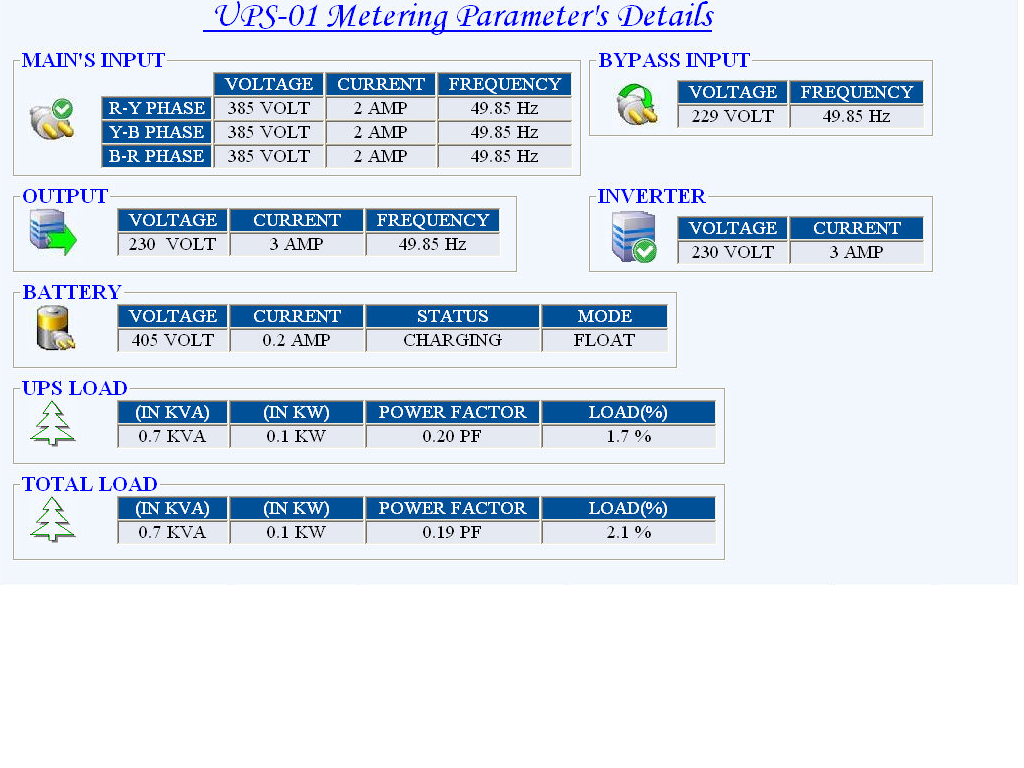 UPS-01 Metering Parameter's Details
MAIN'S INPUT
VOLTAGE CURRENT FREQUENCY
R-Y PHASE 385 VOLT 2 AMP 49.85 Hz
Y-B PHASE 385 VOLT 2 AMP 49.85 Hz
B-R PHASE 385 VOLT 2 AMP 49.85 Hz
BYPASS INPUT
VOLTAGE FREQUENCY
229 VOLT 49.85 Hz
OUTPUT
VOLTAGE CURRENT FREQUENCY
230 VOLT 3 AMP 49.85 Hz
INVERTER
VOLTAGE CURRENT
230 VOLT 3 AMP
BATTERY
VOLTAGE CURRENT STATUS MODE
405 VOLT 0.2 AMP CHARGING FLOAT
UPS LOAD
(IN KVA) (IN KW) POWER FACTOR LOAD(%)
0.7 KVA 0.1 KW 0.20 PF 1.7 %
TOTAL LOAD
(IN KVA) (IN KW) POWER FACTOR LOAD(%)
0.7 KVA 0.1 KW 0.19 PF 2.1 %